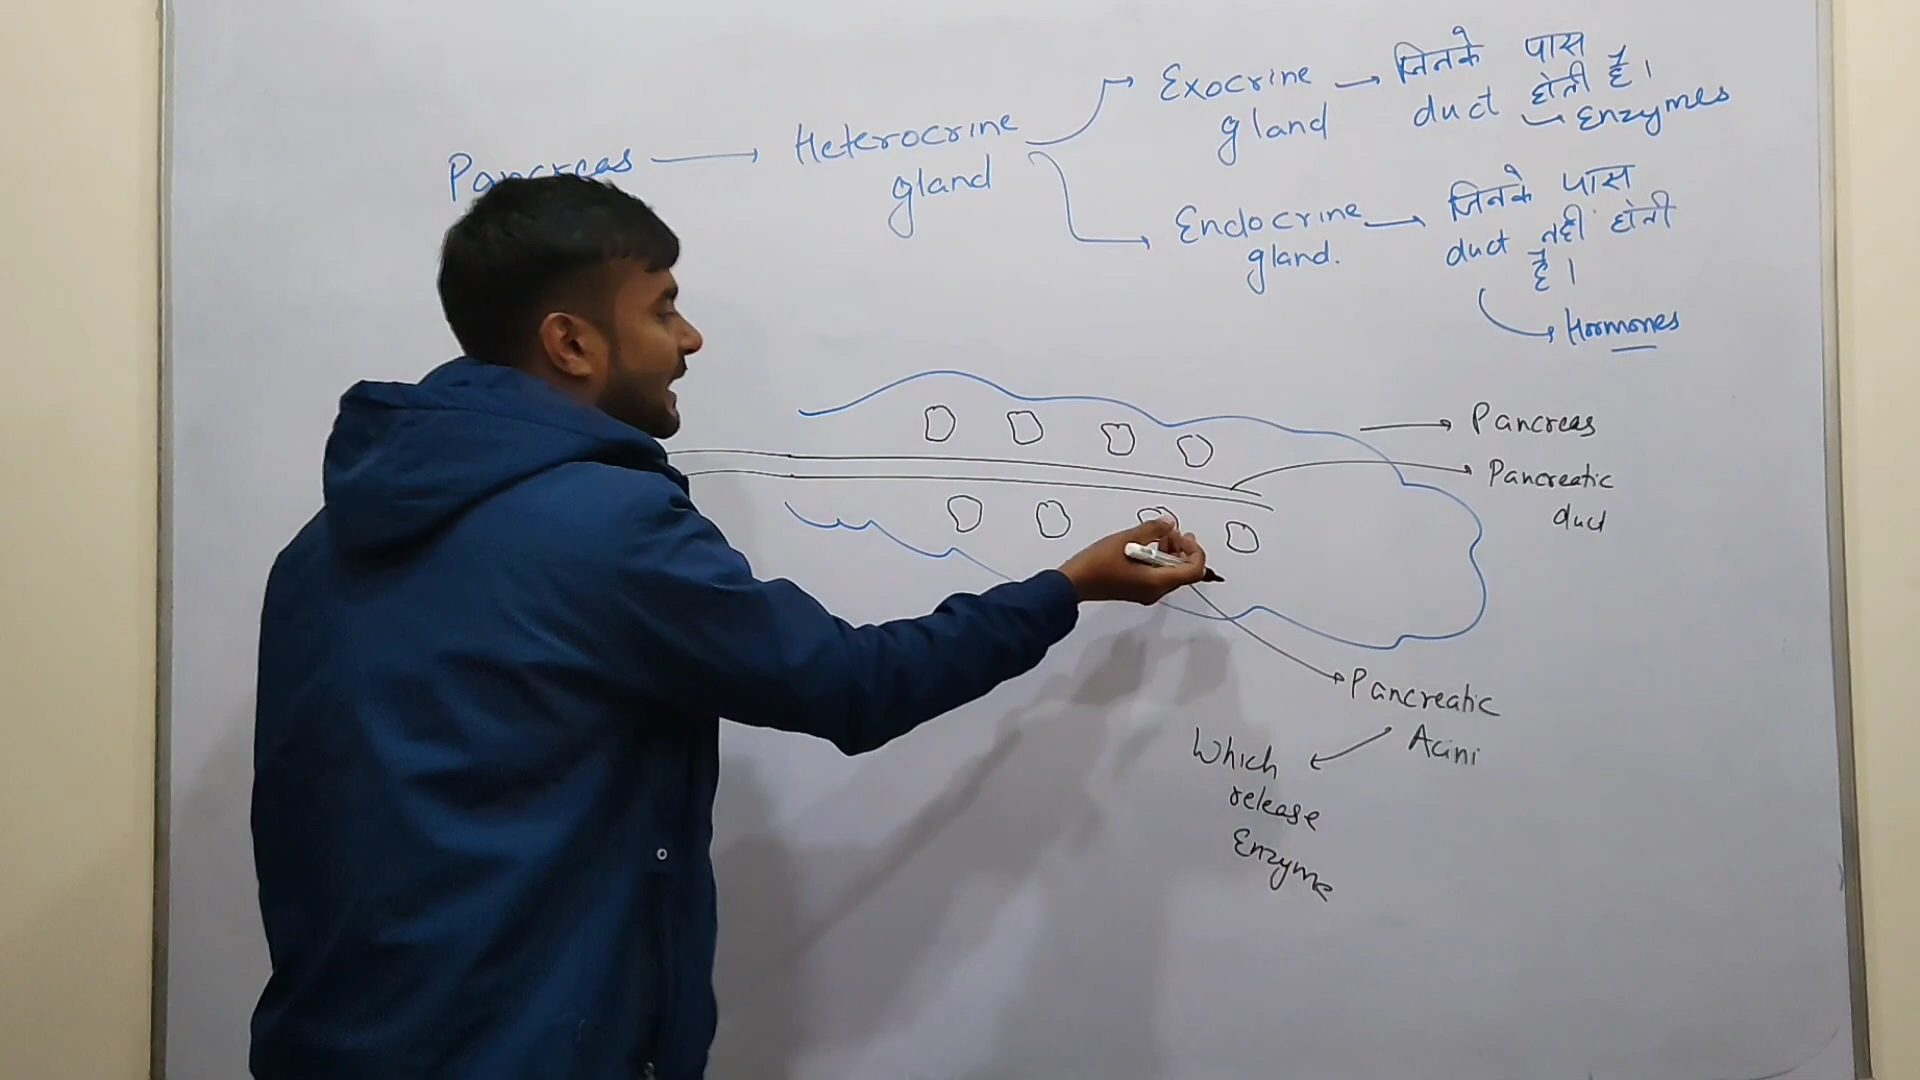 Pancreas → Heterocrine gland
Exocrine gland → जिनके पास duct होती है।
Enzymes
Endocrine gland. → जिनके पास duct नही होती है।
Hormones
Pancreas
Pancreatic duct
Pancreatic Acini
Which release Enzyme